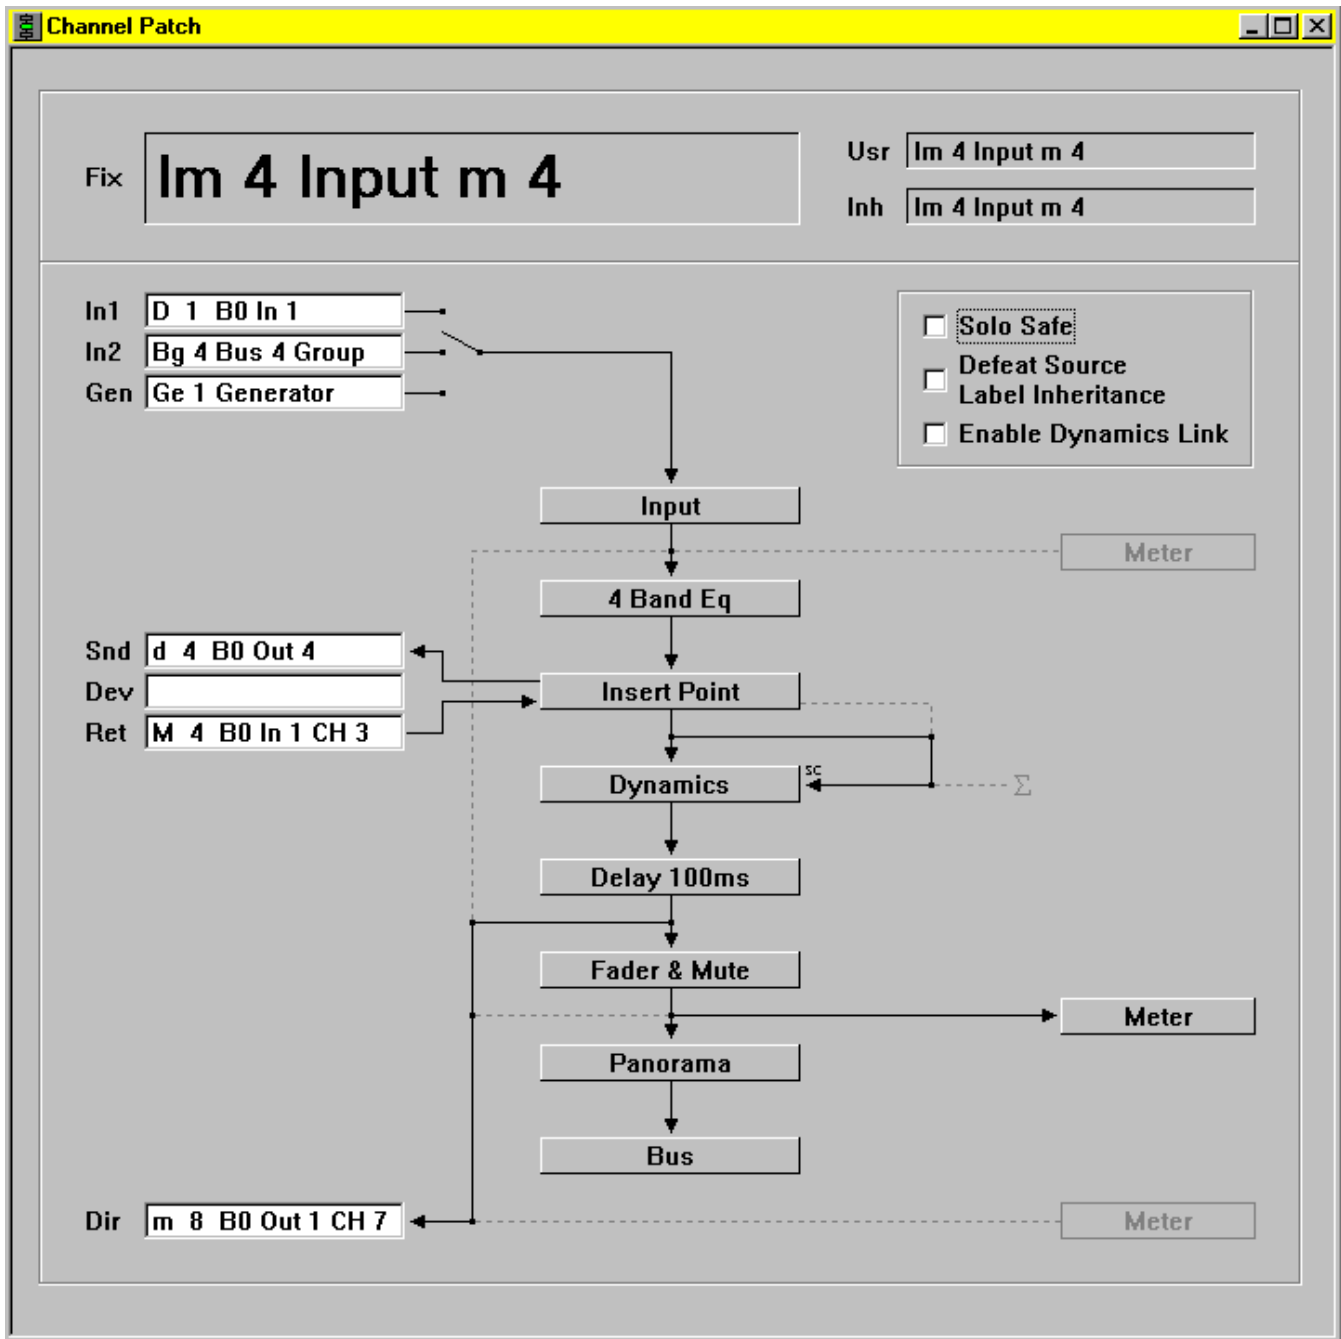 Channel Patch
Fix Im 4 Input m 4
Usr Im 4 Input m 4
Inh Im 4 Input m 4
In1 D 1 B0 In 1
In2 Bg 4 Bus 4 Group
Gen Ge 1 Generator
Solo Safe
Defeat Source
Label Inheritance
Enable Dynamics Link
Input
Meter
4 Band Eq
Snd d 4 B0 Out 4
Dev
Ret M 4 B0 In 1 CH 3
Insert Point
Dynamics
sc
Σ
Delay 100ms
Fader & Mute
Meter
Panorama
Bus
Dir m 8 B0 Out 1 CH 7
Meter